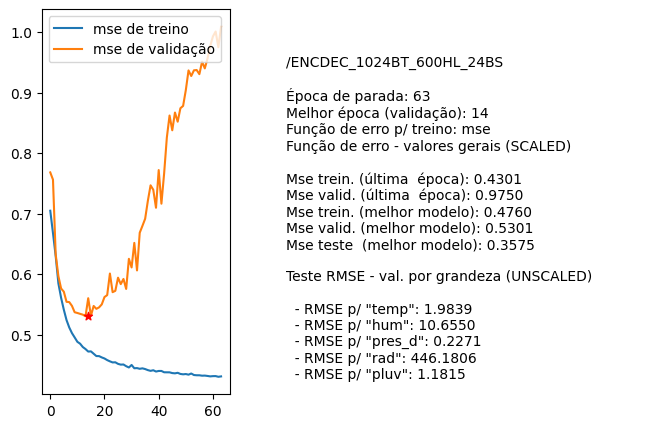 mse de treino
mse de validação
1.0
0.9
0.8
0.7
0.6
0.5
0
20
40
60
/ENCDEC_1024BT_600HL_24BS
Época de parada: 63
Melhor época (validação): 14
Função de erro p/ treino: mse
Função de erro - valores gerais (SCALED)
Mse trein. (última  época): 0.4301
Mse valid. (última  época): 0.9750
Mse trein. (melhor modelo): 0.4760
Mse valid. (melhor modelo): 0.5301
Mse teste  (melhor modelo): 0.3575
Teste RMSE - val. por grandeza (UNSCALED)
- RMSE p/ "temp": 1.9839
- RMSE p/ "hum": 10.6550
- RMSE p/ "pres_d": 0.2271
- RMSE p/ "rad": 446.1806
- RMSE p/ "pluv": 1.1815